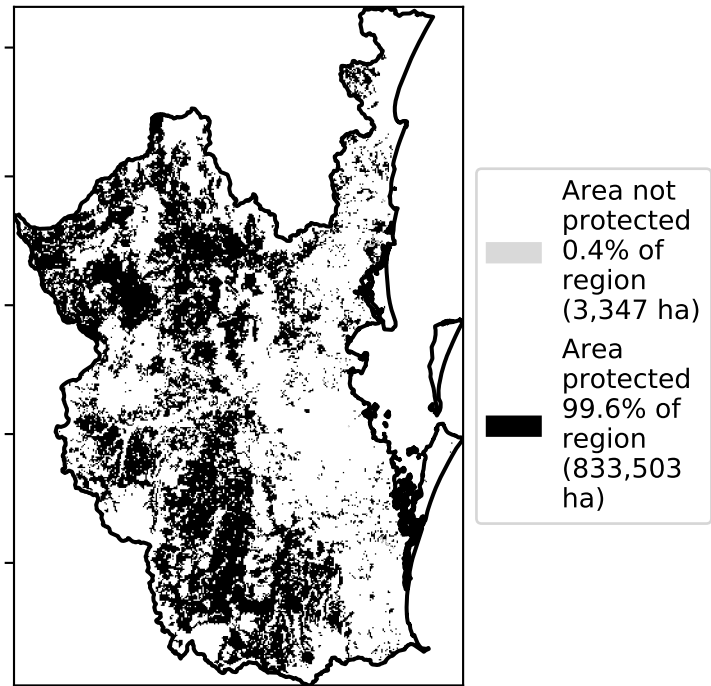 Area not
protected
0.4% of
region
(3,347 ha)
Area
protected
99.6% of
region
(833,503
ha)